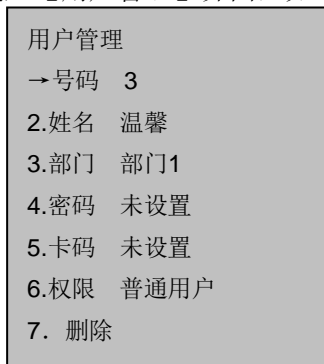 用户管理
→号码 3
2.姓名 温馨
3.部门 部门1
4.密码 未设置
5.卡码 未设置
6.权限 普通用户
7. 删除